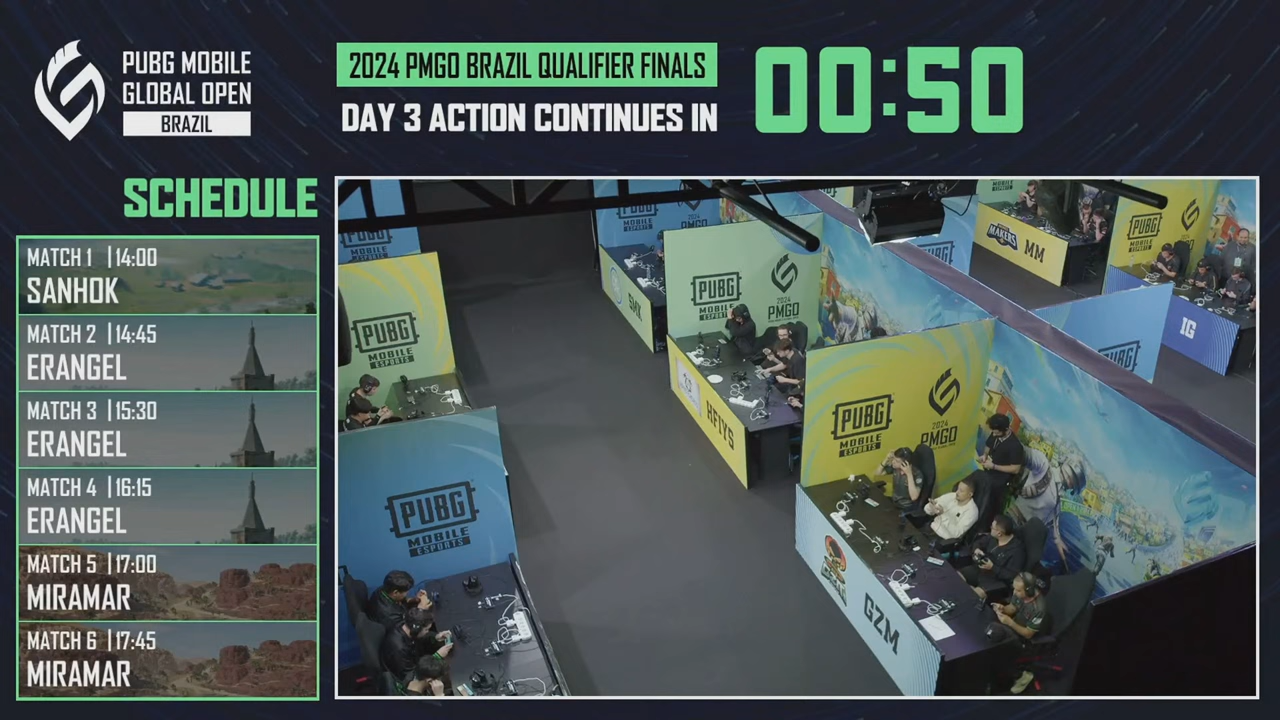 PUBG MOBILE
GLOBAL OPEN
BRAZIL
2024 PMGO BRAZIL QUALIFIER FINALS
DAY 3 ACTION CONTINUES IN
00:50
SCHEDULE
MATCH 1 | 14:00
SANHOK
MATCH 2 | 14:45
ERANGEL
MATCH 3 | 15:30
ERANGEL
MATCH 4 | 16:15
ERANGEL
MATCH 5 | 17:00
MIRAMAR
MATCH 6 | 17:45
MIRAMAR
PUBG
MOBILE
ESPORTS
PUBG
MOBILE
ESPORTS
SMK
PUBG
MOBILE
ESPORTS
2024
PMGO
HFIYS
PUBG
MOBILE
ESPORTS
2024
PMGO
GZM
MAKERS
MM
PUBG
IG
PUBG